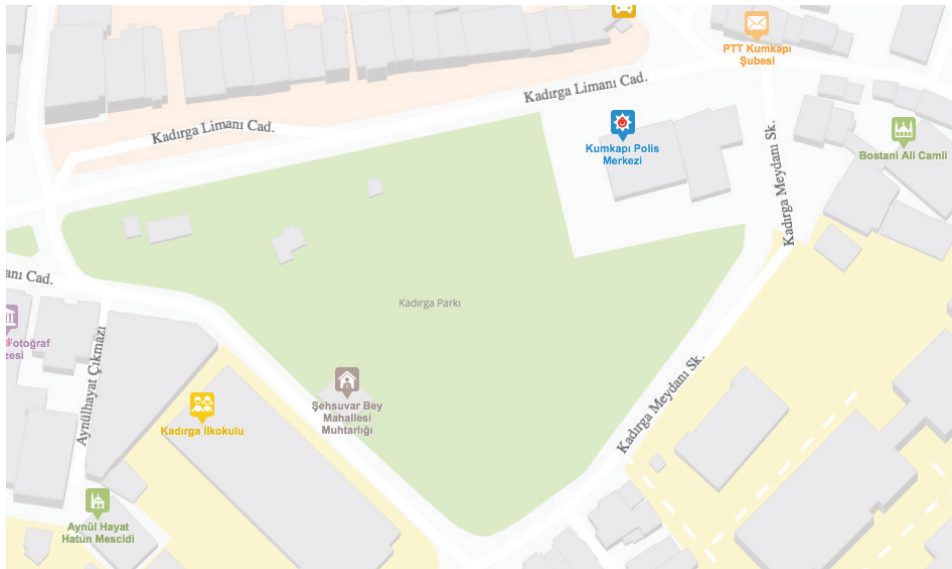 PTT Kumkapı
Şubesi
Kadırga Limanı Cad.
Kadırga Limanı Cad.
Kumkapı Polis
Merkezi
Bostani Ali Camii
Kadırga Meydanı Sk.
anı Cad.
Kadırga Parkı
Fotoğraf
zesi
Aynülhayat Çıkmazı
Kadırga Meydanı Sk.
Şehsuvar Bey
Mahallesi
Muhtarlığı
Kadırga İlkokulu
Aynül Hayat
Hatun Mescidi